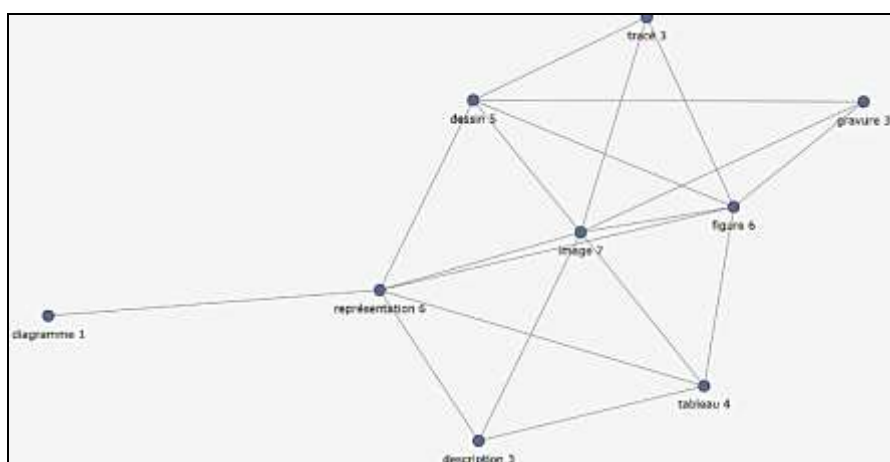 tracé 3
dessin 5
gravure 3
figure 6
image 7
représentation 6
diagramme 1
tableau 4
description 3